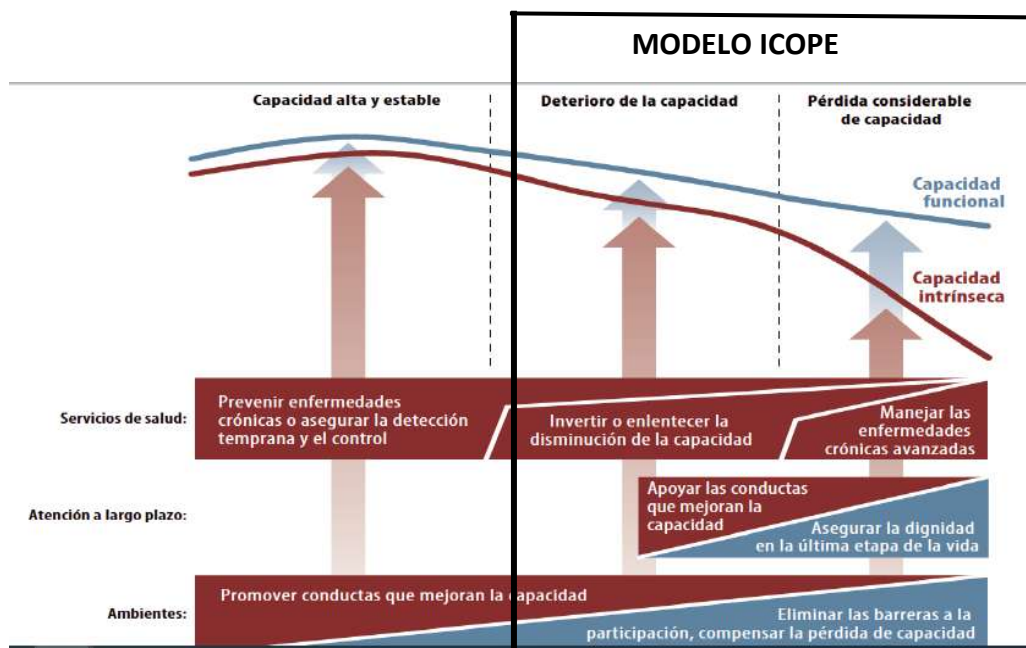 MODELO ICOPE
Capacidad alta y estable
Deterioro de la capacidad
Pérdida considerable
de capacidad
Capacidad
funcional
Capacidad
intrínseca
Servicios de salud:
Prevenir enfermedades
crónicas o asegurar la detección
temprana y el control
Invertir o enlentecer la
disminución de la capacidad
Manejar las
enfermedades
crónicas avanzadas
Atención a largo plazo:
Apoyar las conductas
que mejoran la
capacidad
Asegurar la dignidad
en la última etapa de la vida
Ambientes:
Promover conductas que mejoran la capacidad
Eliminar las barreras a la
participación, compensar la pérdida de capacidad